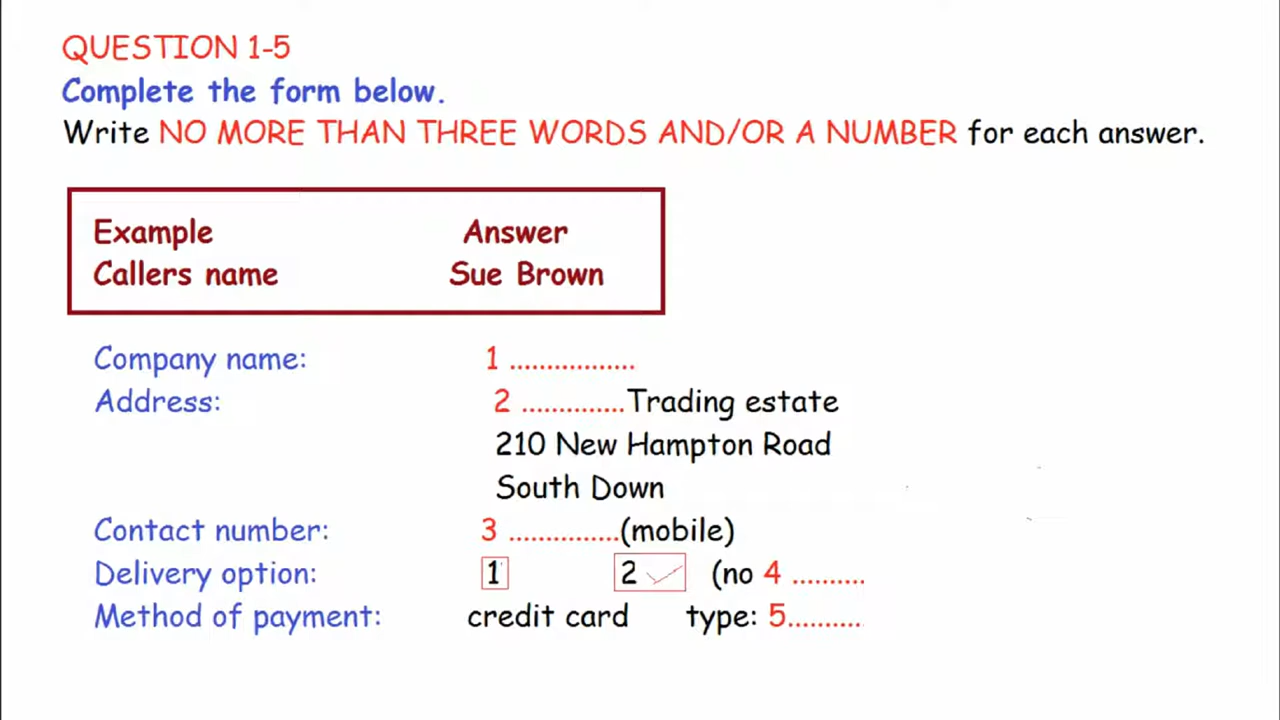 QUESTION 1-5
Complete the form below.
Write NO MORE THAN THREE WORDS AND/OR A NUMBER for each answer.
Example Answer
Callers name Sue Brown
Company name: 1 .................
Address: 2 ..............Trading estate
210 New Hampton Road
South Down
Contact number: 3 ...............(mobile)
Delivery option: 1 2 ✓ (no 4 ..........
Method of payment: credit card type: 5..........